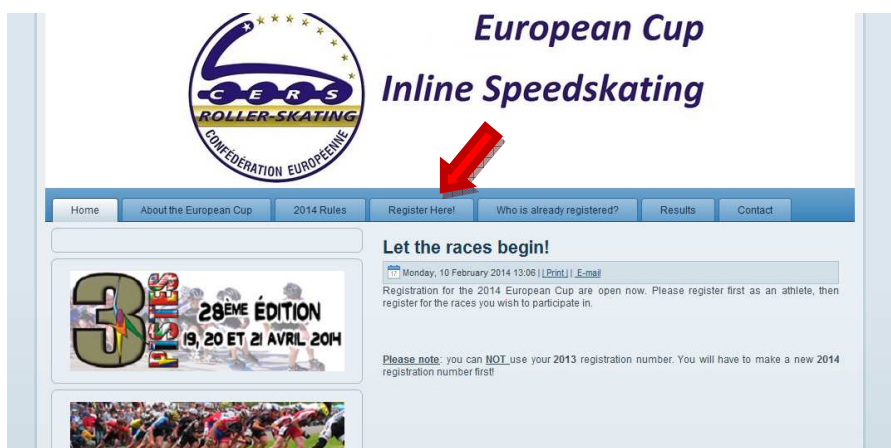 European Cup
Inline Speedskating
CERS
ROLLER-SKATING
CONFÉDÉRATION EUROPÉENNE
Home About the European Cup 2014 Rules Register Here! Who is already registered? Results Contact
Let the races begin!
17 Monday, 10 February 2014 13:06 | | Print | | E-mail
Registration for the 2014 European Cup are open now. Please register first as an athlete, then
register for the races you wish to participate in.
Please note: you can NOT use your 2013 registration number. You will have to make a new 2014
registration number first!
3 PISTES
28ÈME ÉDITION
19, 20 ET 21 AVRIL 2014